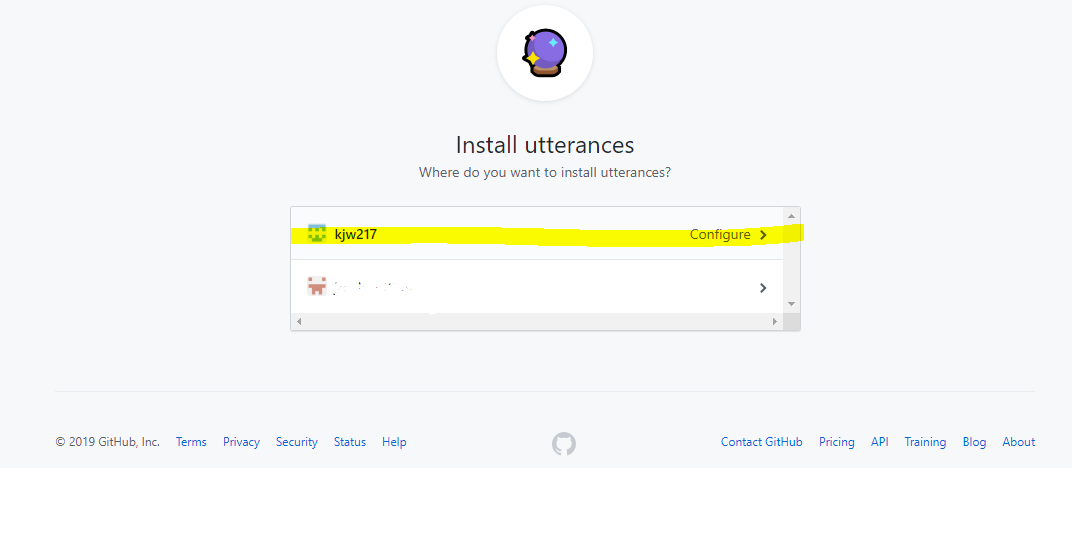 Install utterances
Where do you want to install utterances?
kjw217 Configure
© 2019 GitHub, Inc. Terms Privacy Security Status Help Contact GitHub Pricing API Training Blog About